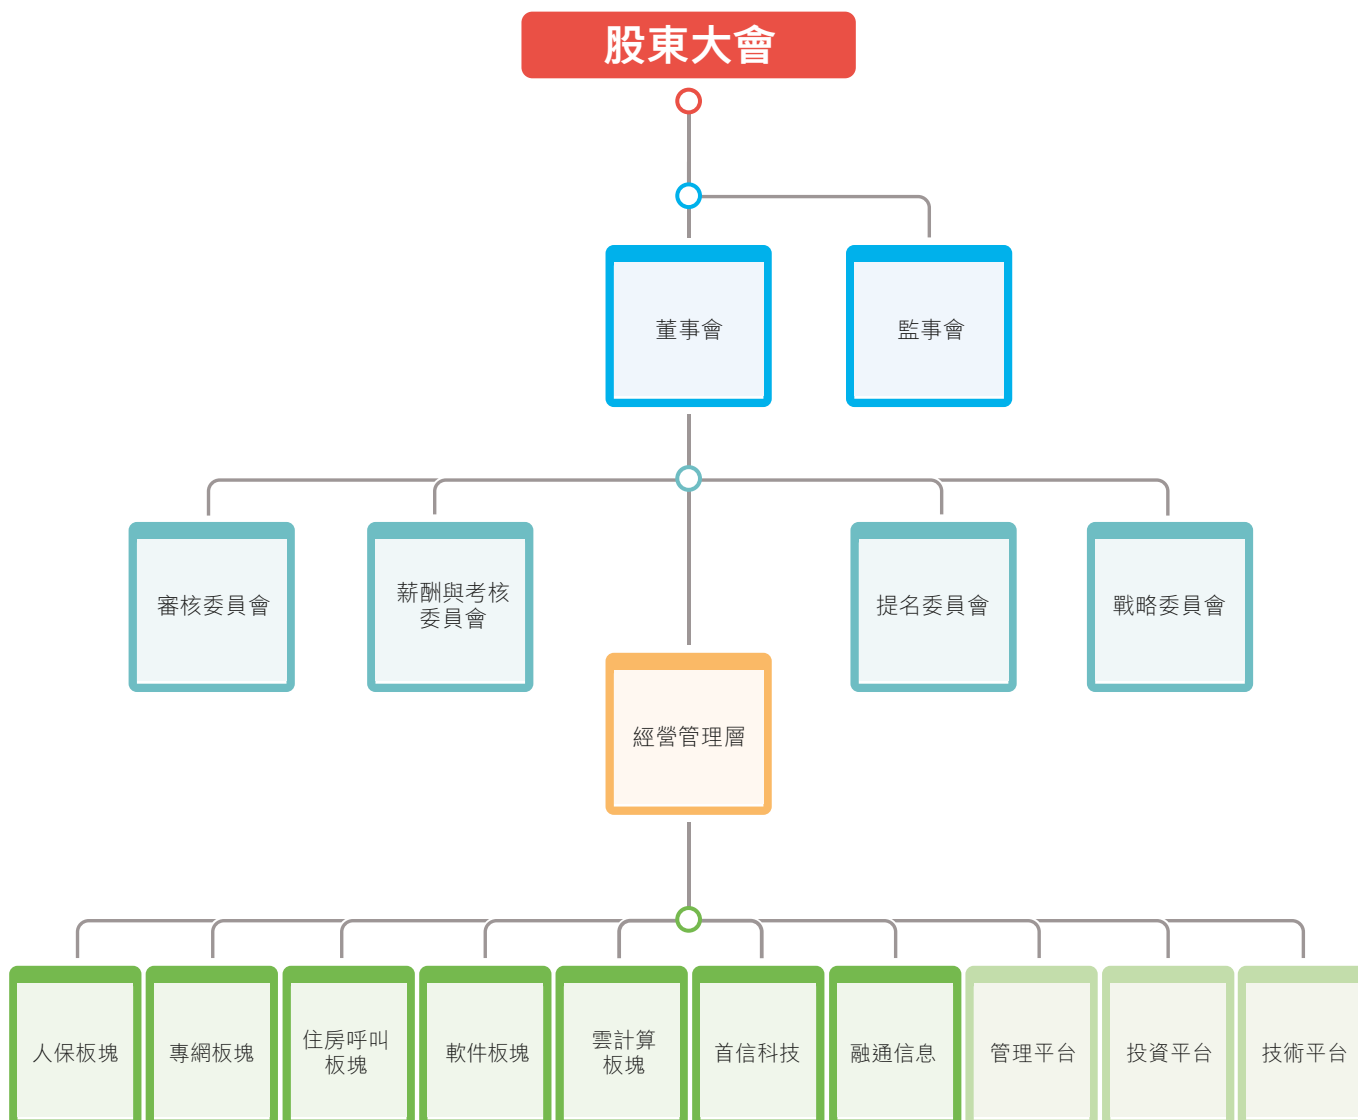 股東大會
董事會
監事會
審核委員會
薪酬與考核
委員會
提名委員會
戰略委員會
經營管理層
人保板塊
專網板塊
住房呼叫
板塊
軟件板塊
雲計算
板塊
首信科技
融通信息
管理平台
投資平台
技術平台